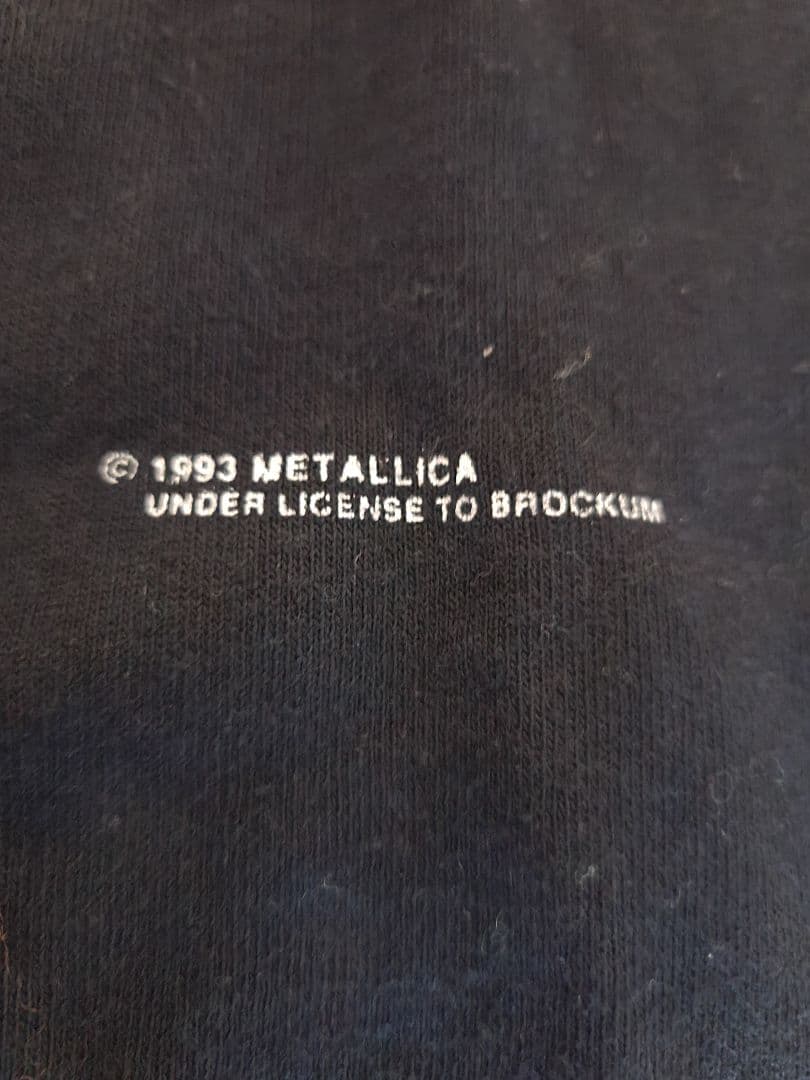 © 1993 METALLICA
UNDER LICENSE TO BROCKUM